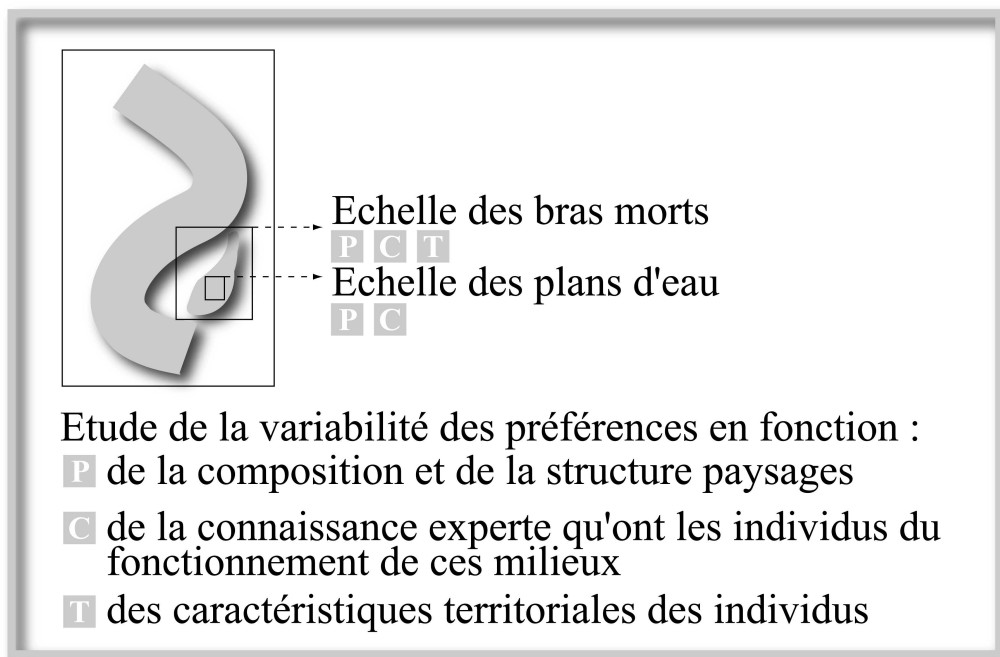 Echelle des bras morts
P C T
Echelle des plans d'eau
P C
Etude de la variabilité des préférences en fonction :
P de la composition et de la structure paysages
C de la connaissance experte qu'ont les individus du
fonctionnement de ces milieux
T des caractéristiques territoriales des individus